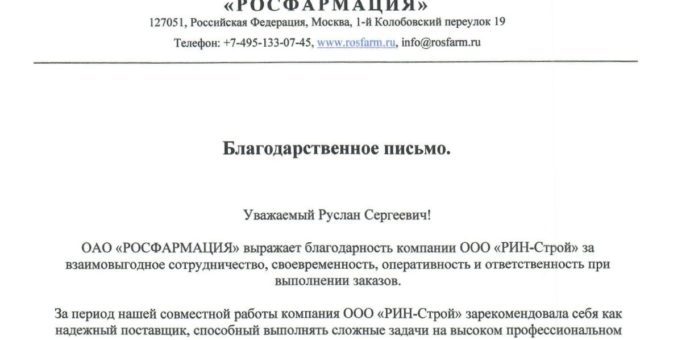 «РОСФАРМАЦИЯ»
127051, Российская Федерация, Москва, 1-й Колобовский переулок 19
Телефон: +7-495-133-07-45, www.rosfarm.ru, info@rosfarm.ru
Благодарственное письмо.
Уважаемый Руслан Сергеевич!
ОАО «РОСФАРМАЦИЯ» выражает благодарность компании ООО «РИН-Строй» за
взаимовыгодное сотрудничество, своевременность, оперативность и ответственность при
выполнении заказов.
За период нашей совместной работы компания ООО «РИН-Строй» зарекомендовала себя как
надежный поставщик, способный выполнять сложные задачи на высоком профессиональном